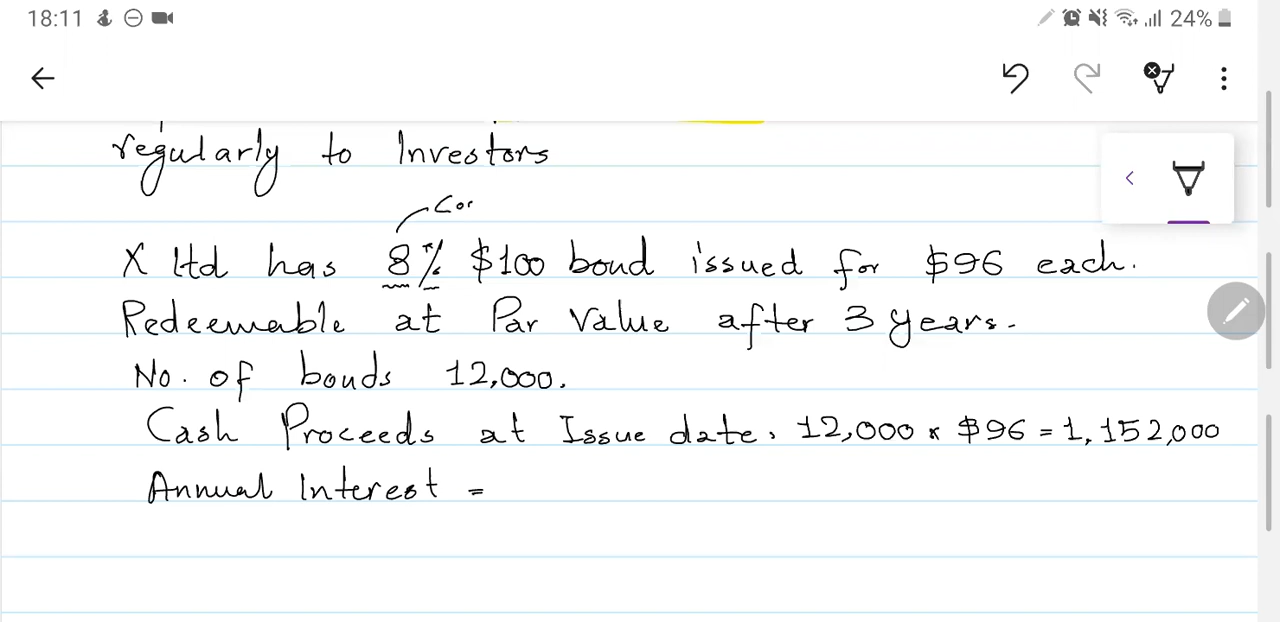 18:11 24%
regularly to Investors
Cor
X Ltd has 8% $100 bond issued for $96 each.
Redeemable at Par Value after 3 years.
No. of bonds 12,000.
Cash Proceeds at Issue date, 12,000 x $96 = 1,152,000
Annual Interest =